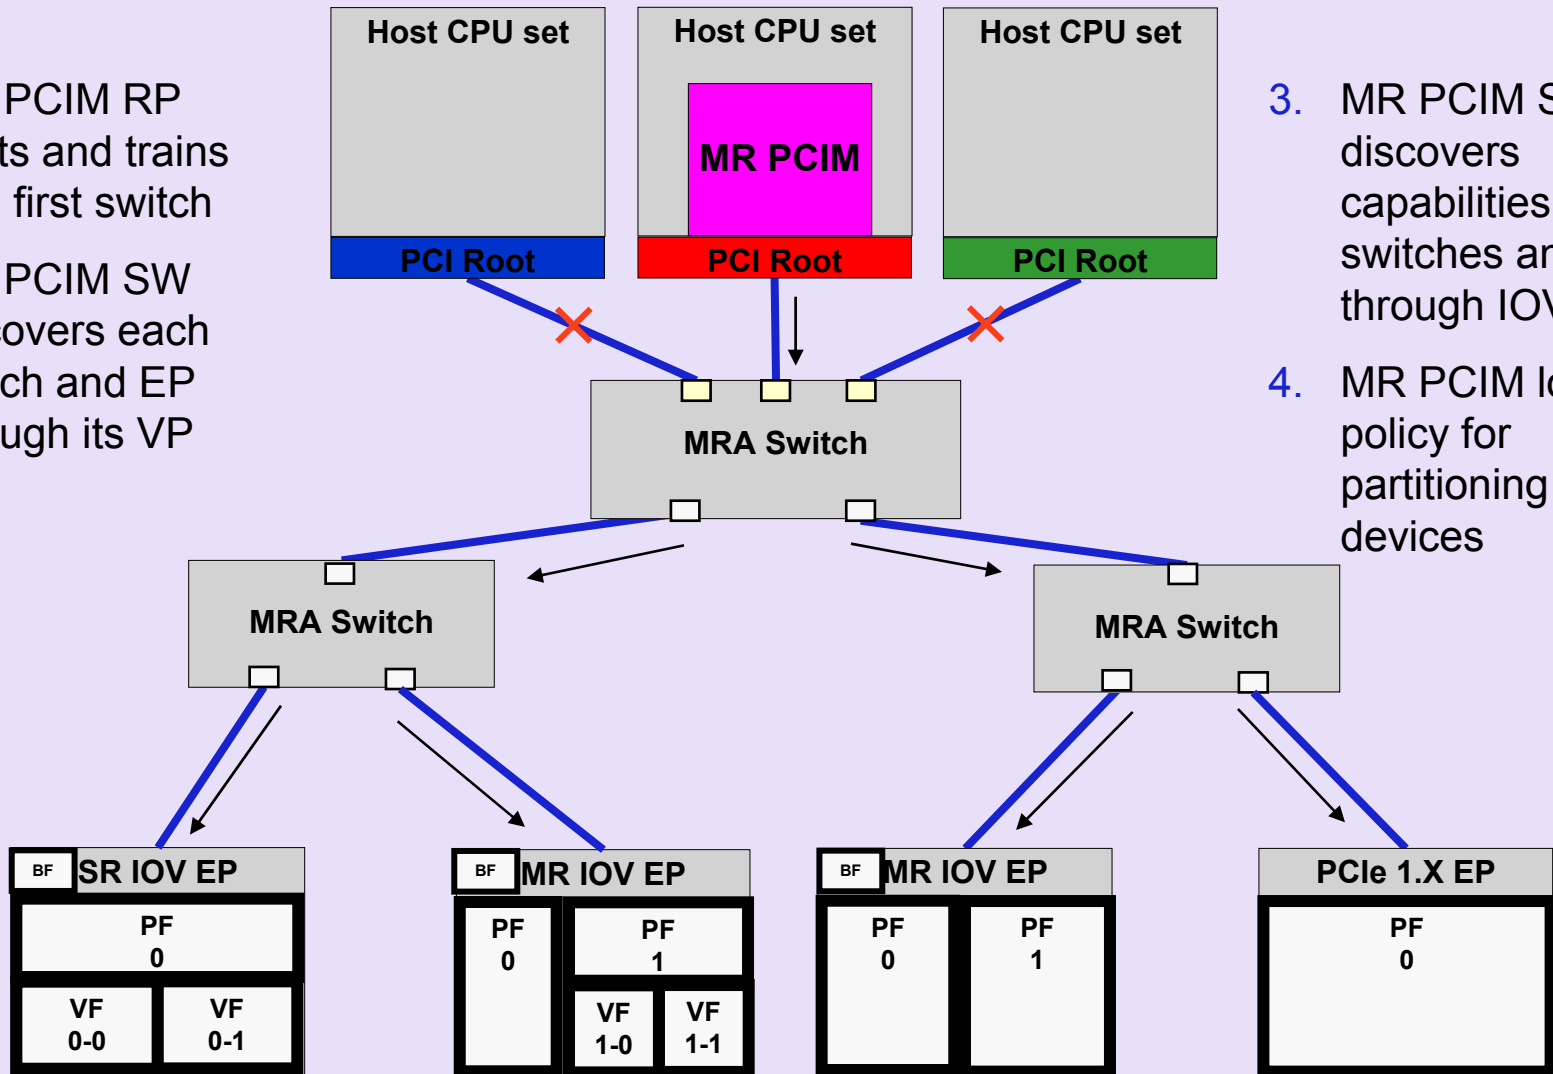 PCIM RP
ts and trains
first switch
PCIM SW
covers each
ch and EP
ough its VP
Host CPU set
PCI Root
Host CPU set
MR PCIM
PCI Root
Host CPU set
PCI Root
3. MR PCIM S
discovers
capabilities
switches an
through IOV
4. MR PCIM lo
policy for
partitioning
devices
MRA Switch
MRA Switch
MRA Switch
BF
SR IOV EP
PF
0
VF
0-0
VF
0-1
BF
MR IOV EP
PF
0
PF
1
VF
1-0
VF
1-1
BF
MR IOV EP
PF
0
PF
1
PCIe 1.X EP
PF
0